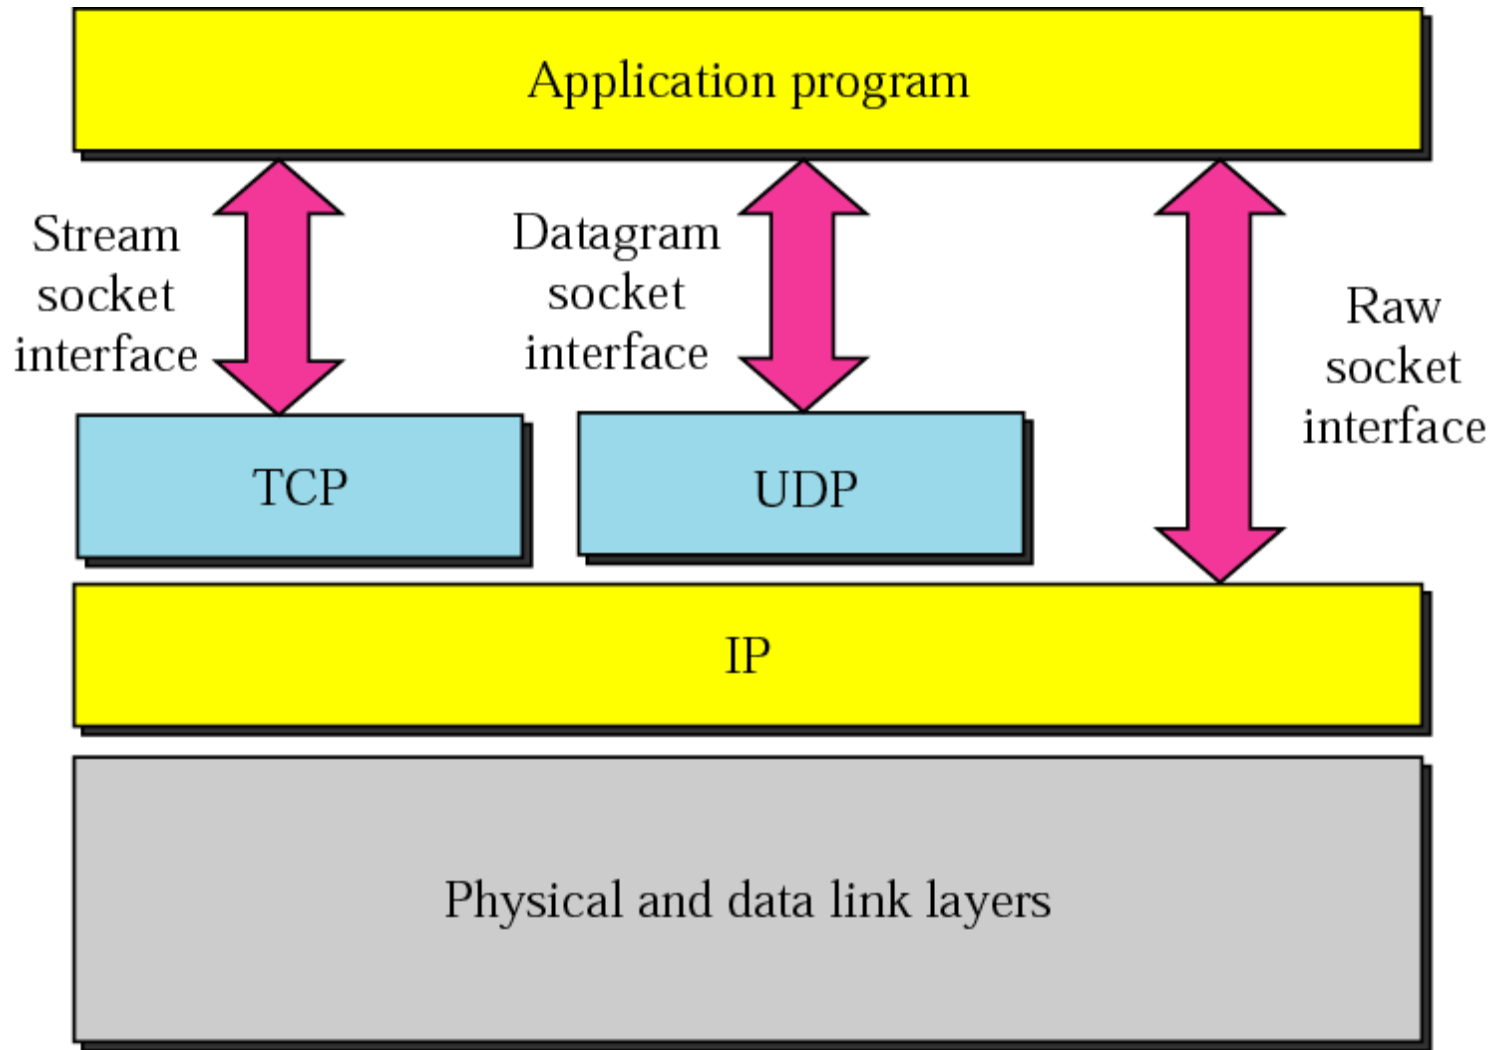 Application program
Stream
socket
interface
Datagram
socket
interface
Raw
socket
interface
TCP
UDP
IP
Physical and data link layers